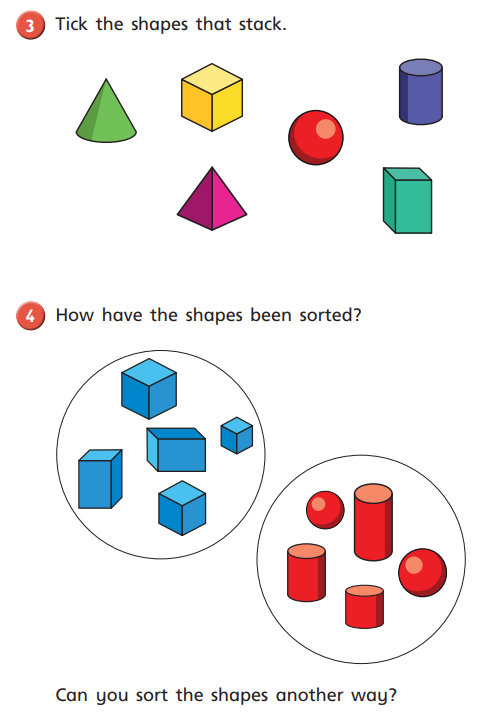 3 Tick the shapes that stack.
4 How have the shapes been sorted?
Can you sort the shapes another way?